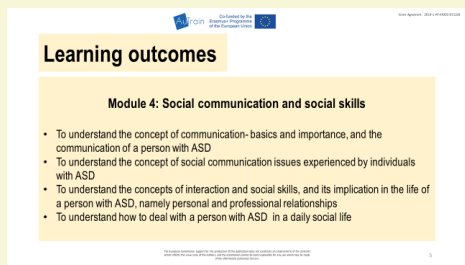 AuTrain
Co-funded by the
Erasmus+ Programme
of the European Union
Learning outcomes
Module 4: Social communication and social skills
• To understand the concept of communication- basics and importance, and the
communication of a person with ASD
• To understand the concept of social communication issues experienced by individuals
with ASD
• To understand the concepts of interaction and social skills, and its implication in the life of
a person with ASD, namely personal and professional relationships
• To understand how to deal with a person with ASD in a daily social life